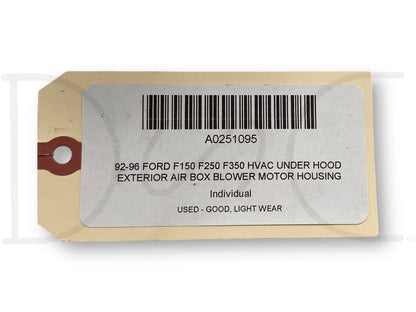 A0251095
92-96 FORD F150 F250 F350 HVAC UNDER HOOD
EXTERIOR AIR BOX BLOWER MOTOR HOUSING
Individual
USED - GOOD, LIGHT WEAR